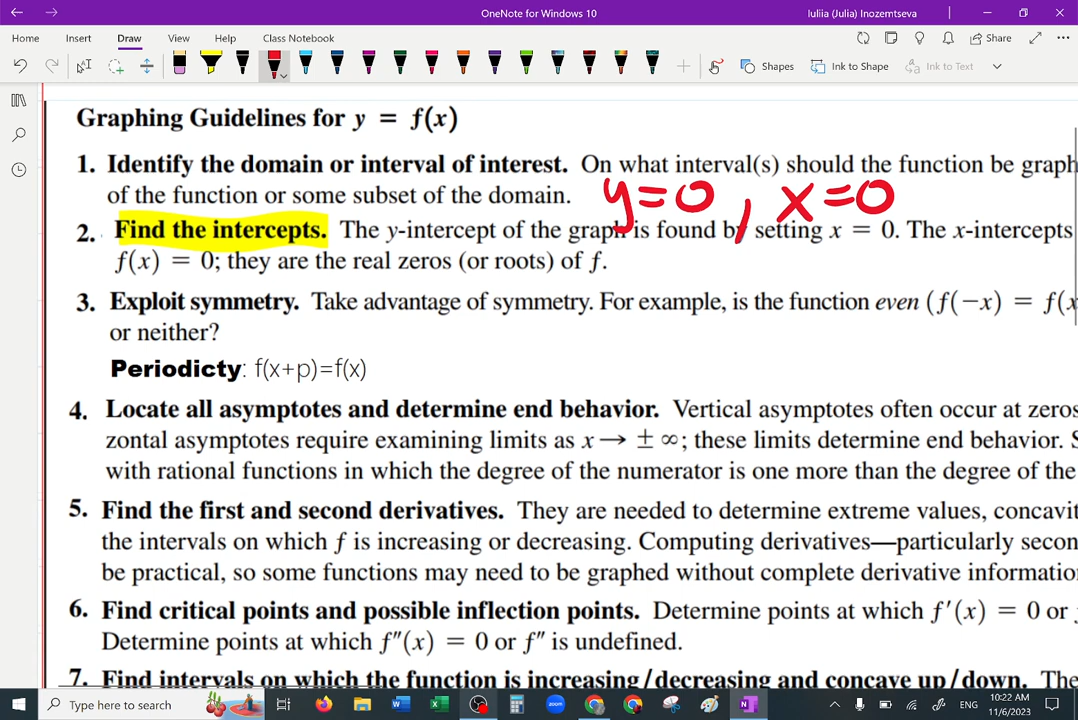 OneNote for Windows 10
Iuliia (Julia) Inozemtseva
Home Insert Draw View Help Class Notebook
Share
Shapes Ink to Shape Ink to Text
Graphing Guidelines for y = f(x)
1. Identify the domain or interval of interest. On what interval(s) should the function be graph
of the function or some subset of the domain.
y=0 , x=0
2. Find the intercepts. The y-intercept of the graph is found by setting x = 0. The x-intercepts
f(x) = 0; they are the real zeros (or roots) of f.
3. Exploit symmetry. Take advantage of symmetry. For example, is the function even (f(−x) = f(x
or neither?
Periodicty: f(x+p)=f(x)
4. Locate all asymptotes and determine end behavior. Vertical asymptotes often occur at zeros
zontal asymptotes require examining limits as x → ± ∞; these limits determine end behavior. S
with rational functions in which the degree of the numerator is one more than the degree of the
5. Find the first and second derivatives. They are needed to determine extreme values, concavit
the intervals on which f is increasing or decreasing. Computing derivatives—particularly secon
be practical, so some functions may need to be graphed without complete derivative informatio
6. Find critical points and possible inflection points. Determine points at which f′(x) = 0 or
Determine points at which f″(x) = 0 or f″ is undefined.
7. Find intervals on which the function is increasing/decreasing and concave up/down. The
Type here to search
ENG
10:22 AM
11/6/2023